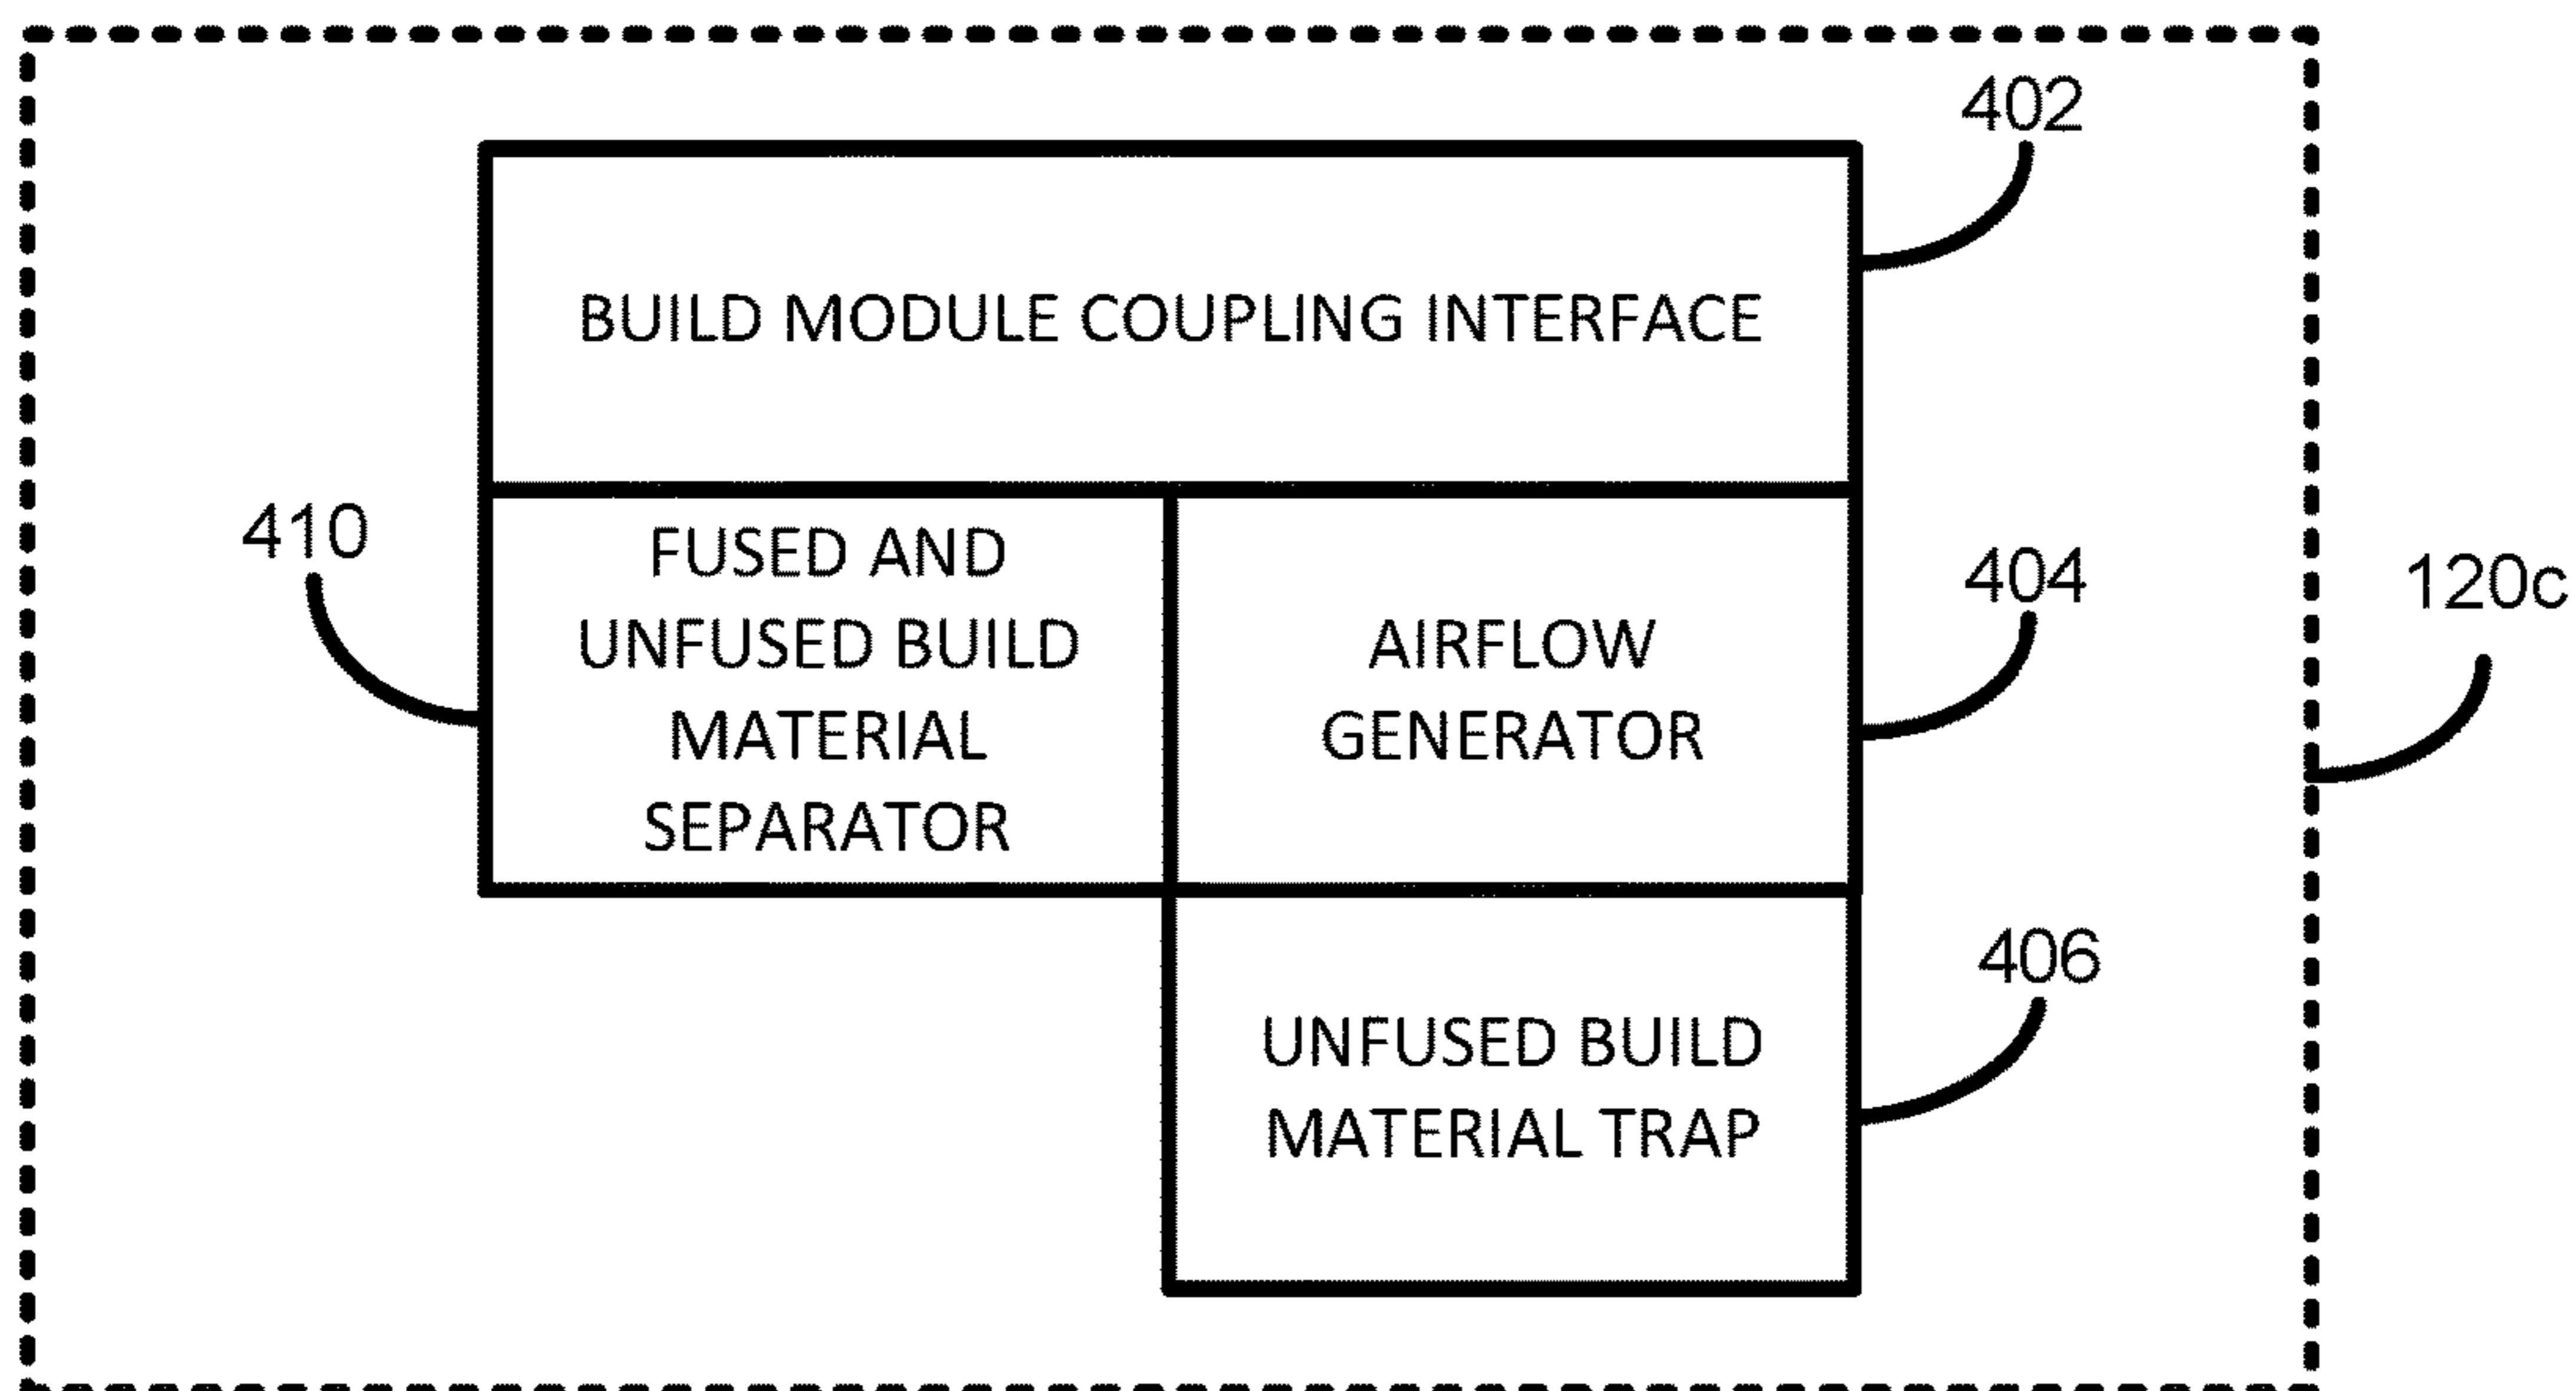 402
BUILD MODULE COUPLING INTERFACE
410
FUSED AND
UNFUSED BUILD
MATERIAL
SEPARATOR
AIRFLOW
GENERATOR
404
120c
406
UNFUSED BUILD
MATERIAL TRAP